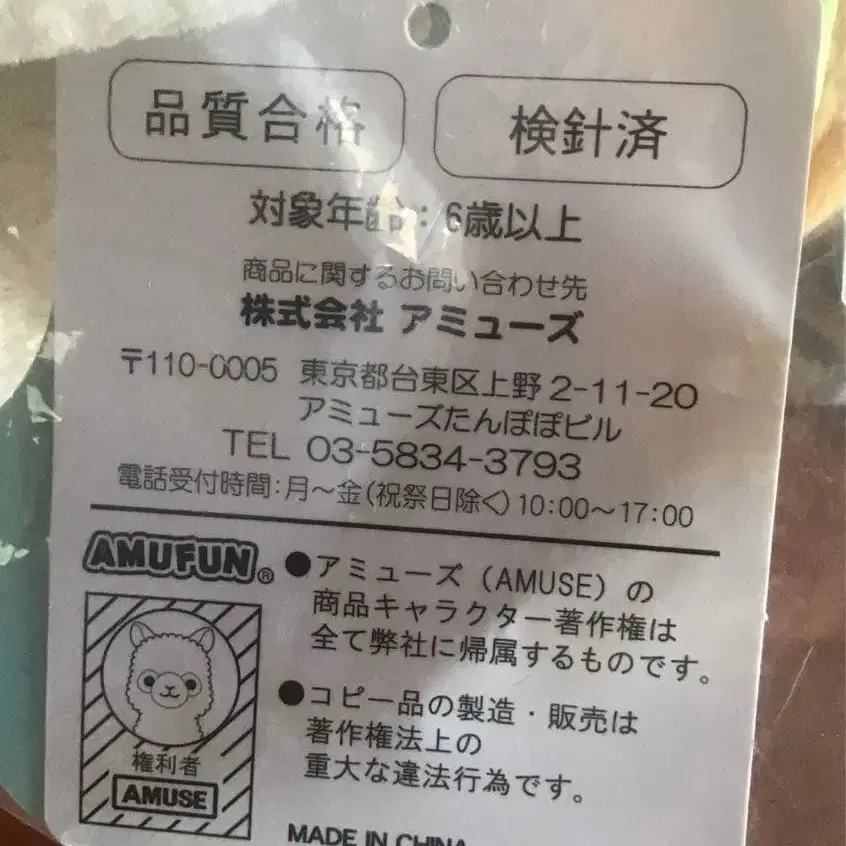 品質合格
検針済
対象年齢：6歳以上
商品に関するお問い合わせ先
株式会社 アミューズ
〒110-0005 東京都台東区上野2-11-20
アミューズたんぽぽビル
TEL 03-5834-3793
電話受付時間：月～金(祝祭日除く)10:00～17:00
AMUFUN®
●アミューズ（AMUSE）の
商品キャラクター著作権は
全て弊社に帰属するものです。
●コピー品の製造・販売は
著作権法上の
重大な違法行為です。
権利者
AMUSE
MADE IN CHINA